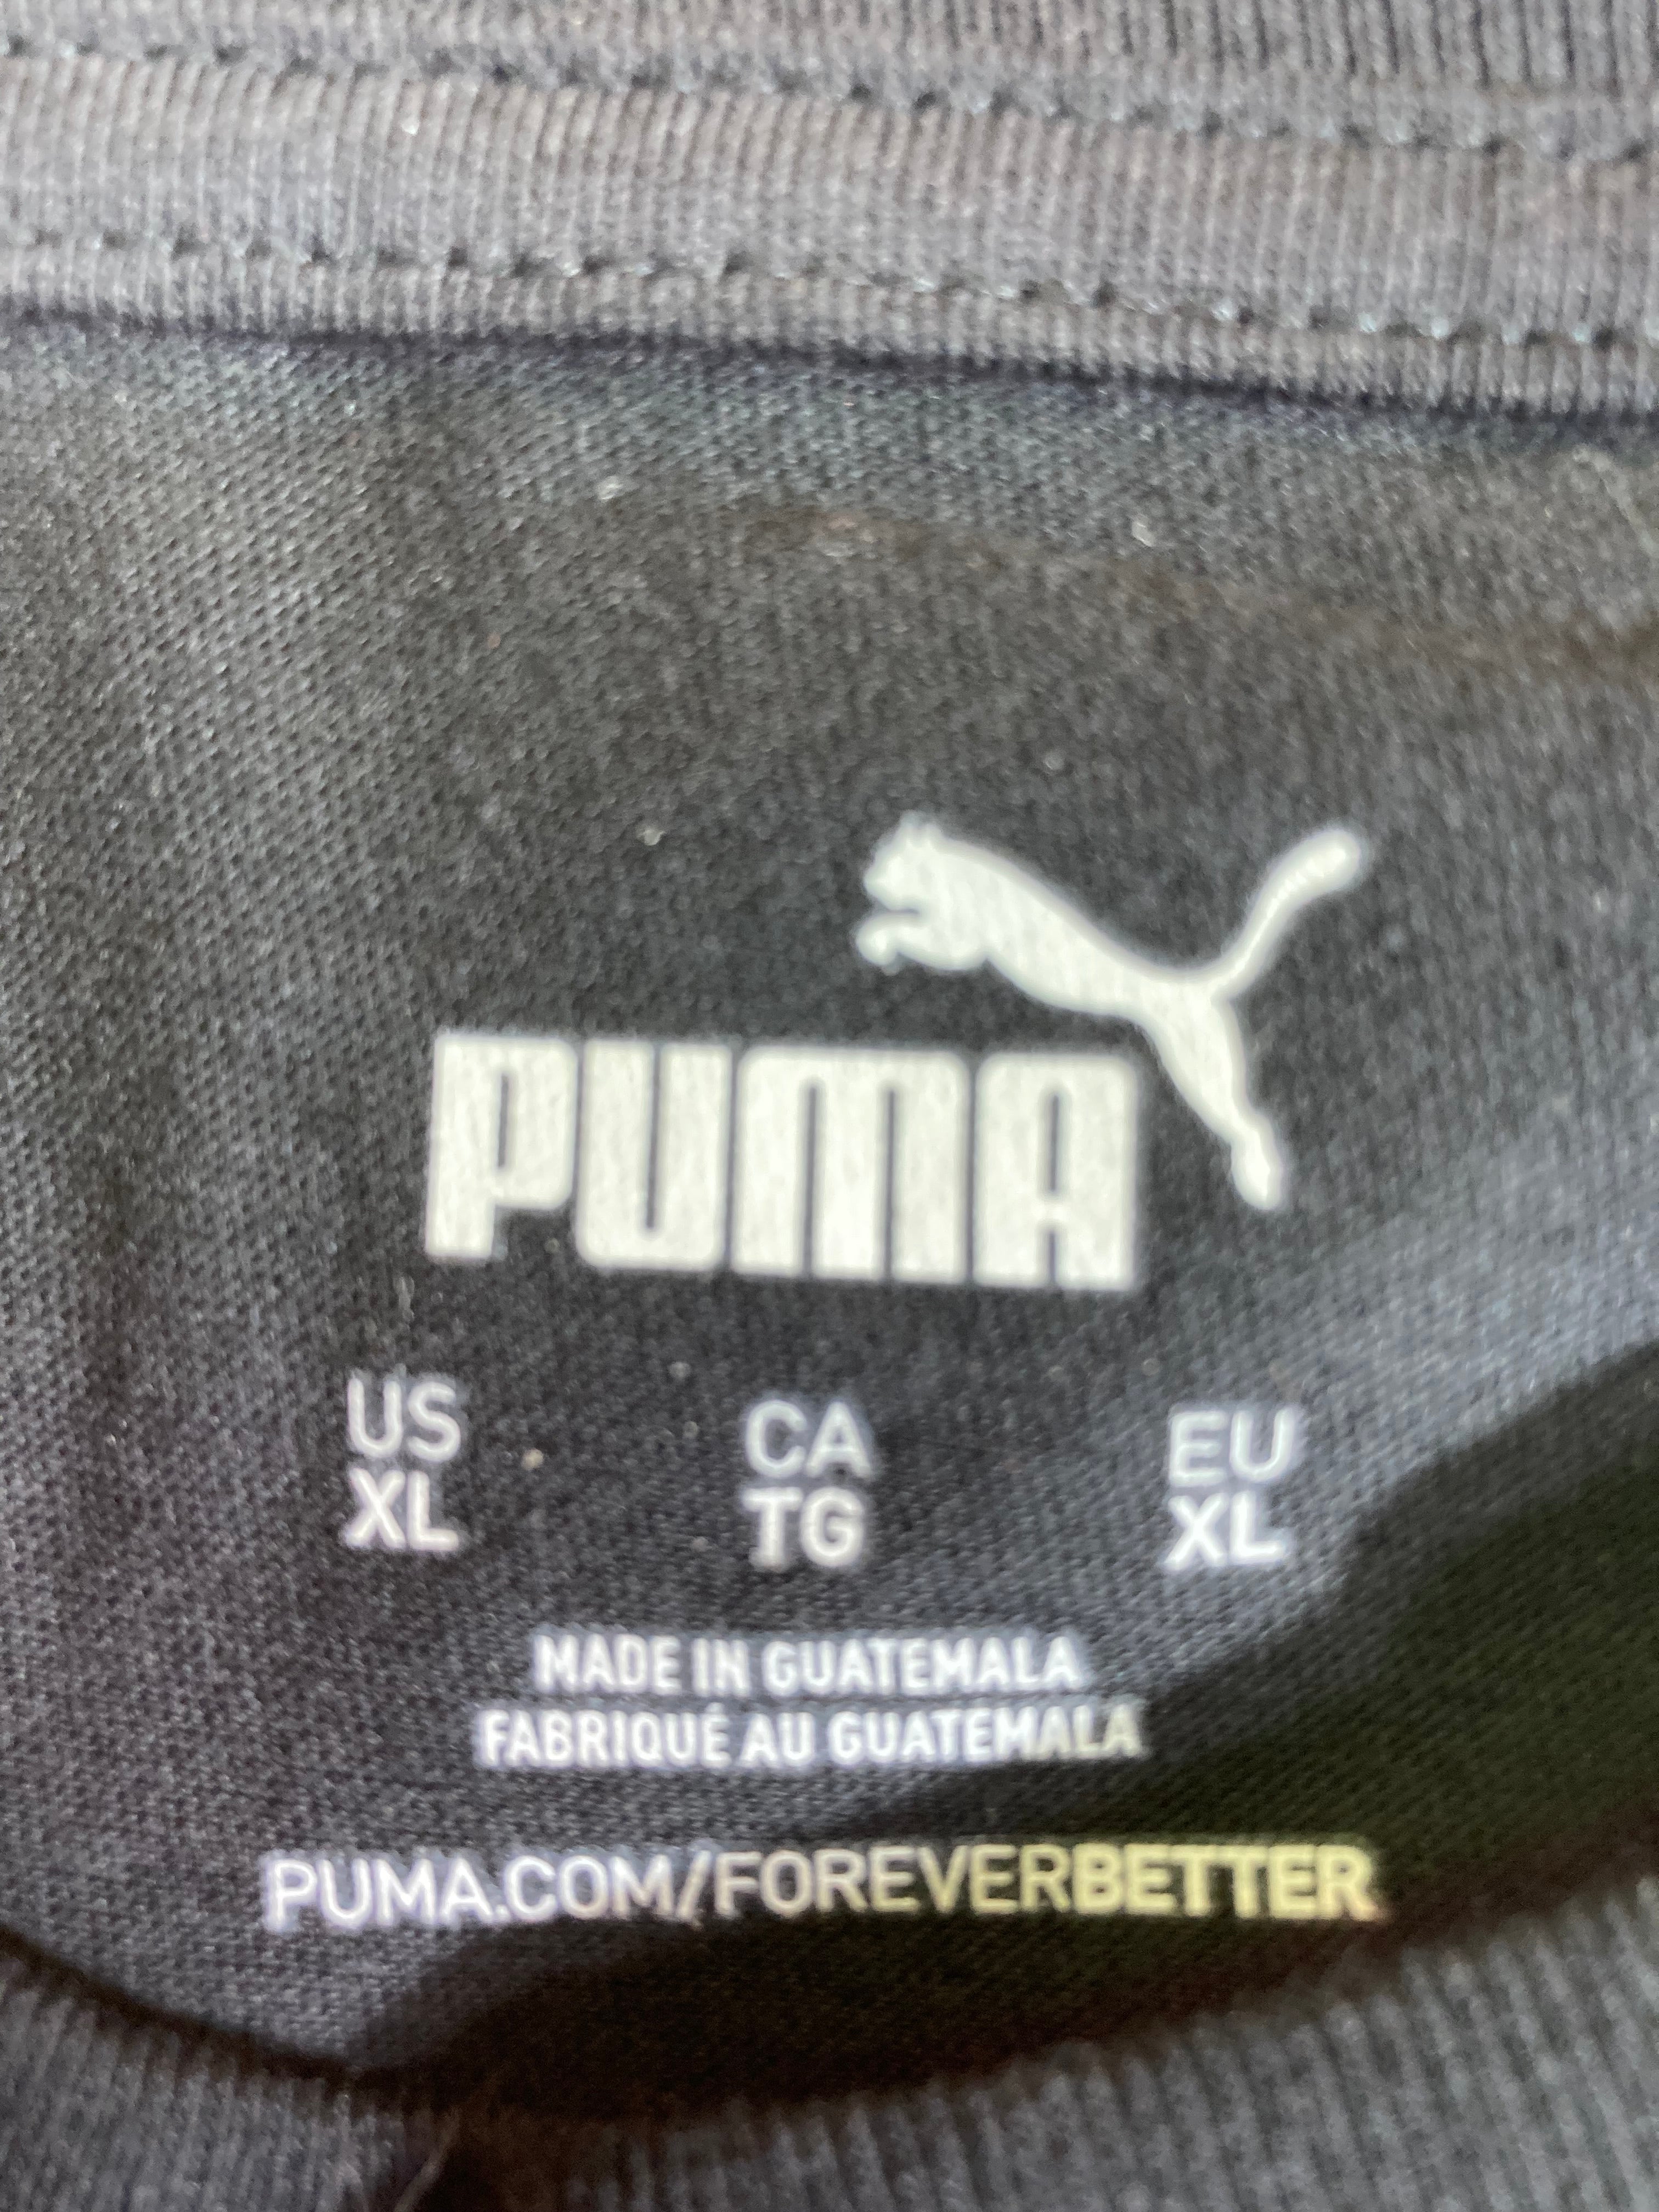 PUMA
US CA EU
XL TG XL
MADE IN GUATEMALA
FABRIQUÉ AU GUATEMALA
PUMA.COM/FOREVERBETTER